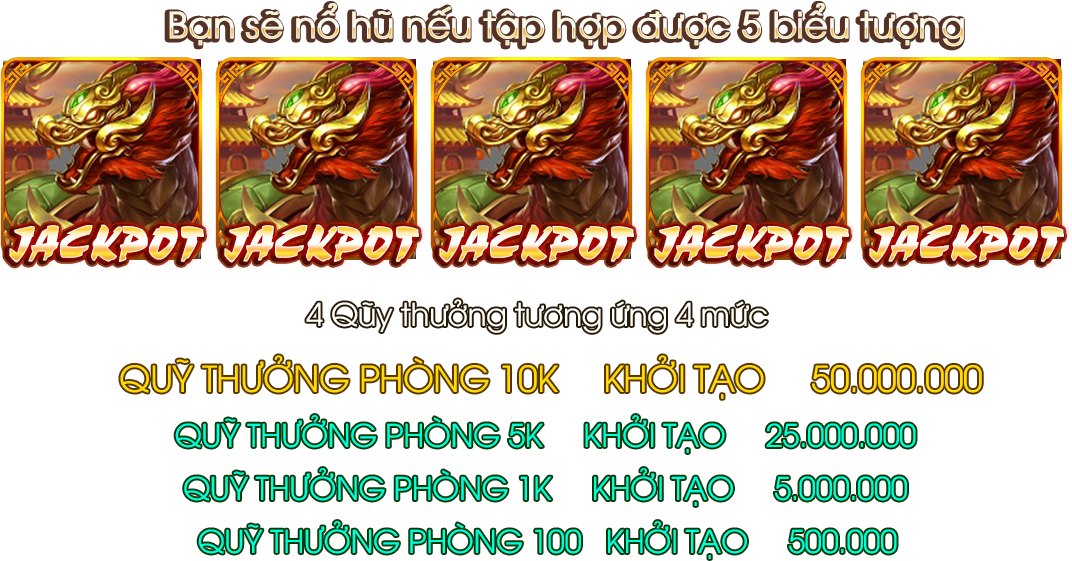 Bạn sẽ nổ hũ nếu tập hợp được 5 biểu tượng
JACKPOT JACKPOT JACKPOT JACKPOT JACKPOT
4 Qũy thưởng tương ứng 4 mức
QUỸ THƯỞNG PHÒNG 10K KHỞI TẠO 50.000.000
QUỸ THƯỞNG PHÒNG 5K KHỞI TẠO 25.000.000
QUỸ THƯỞNG PHÒNG 1K KHỞI TẠO 5.000.000
QUỸ THƯỞNG PHÒNG 100 KHỞI TẠO 500.000